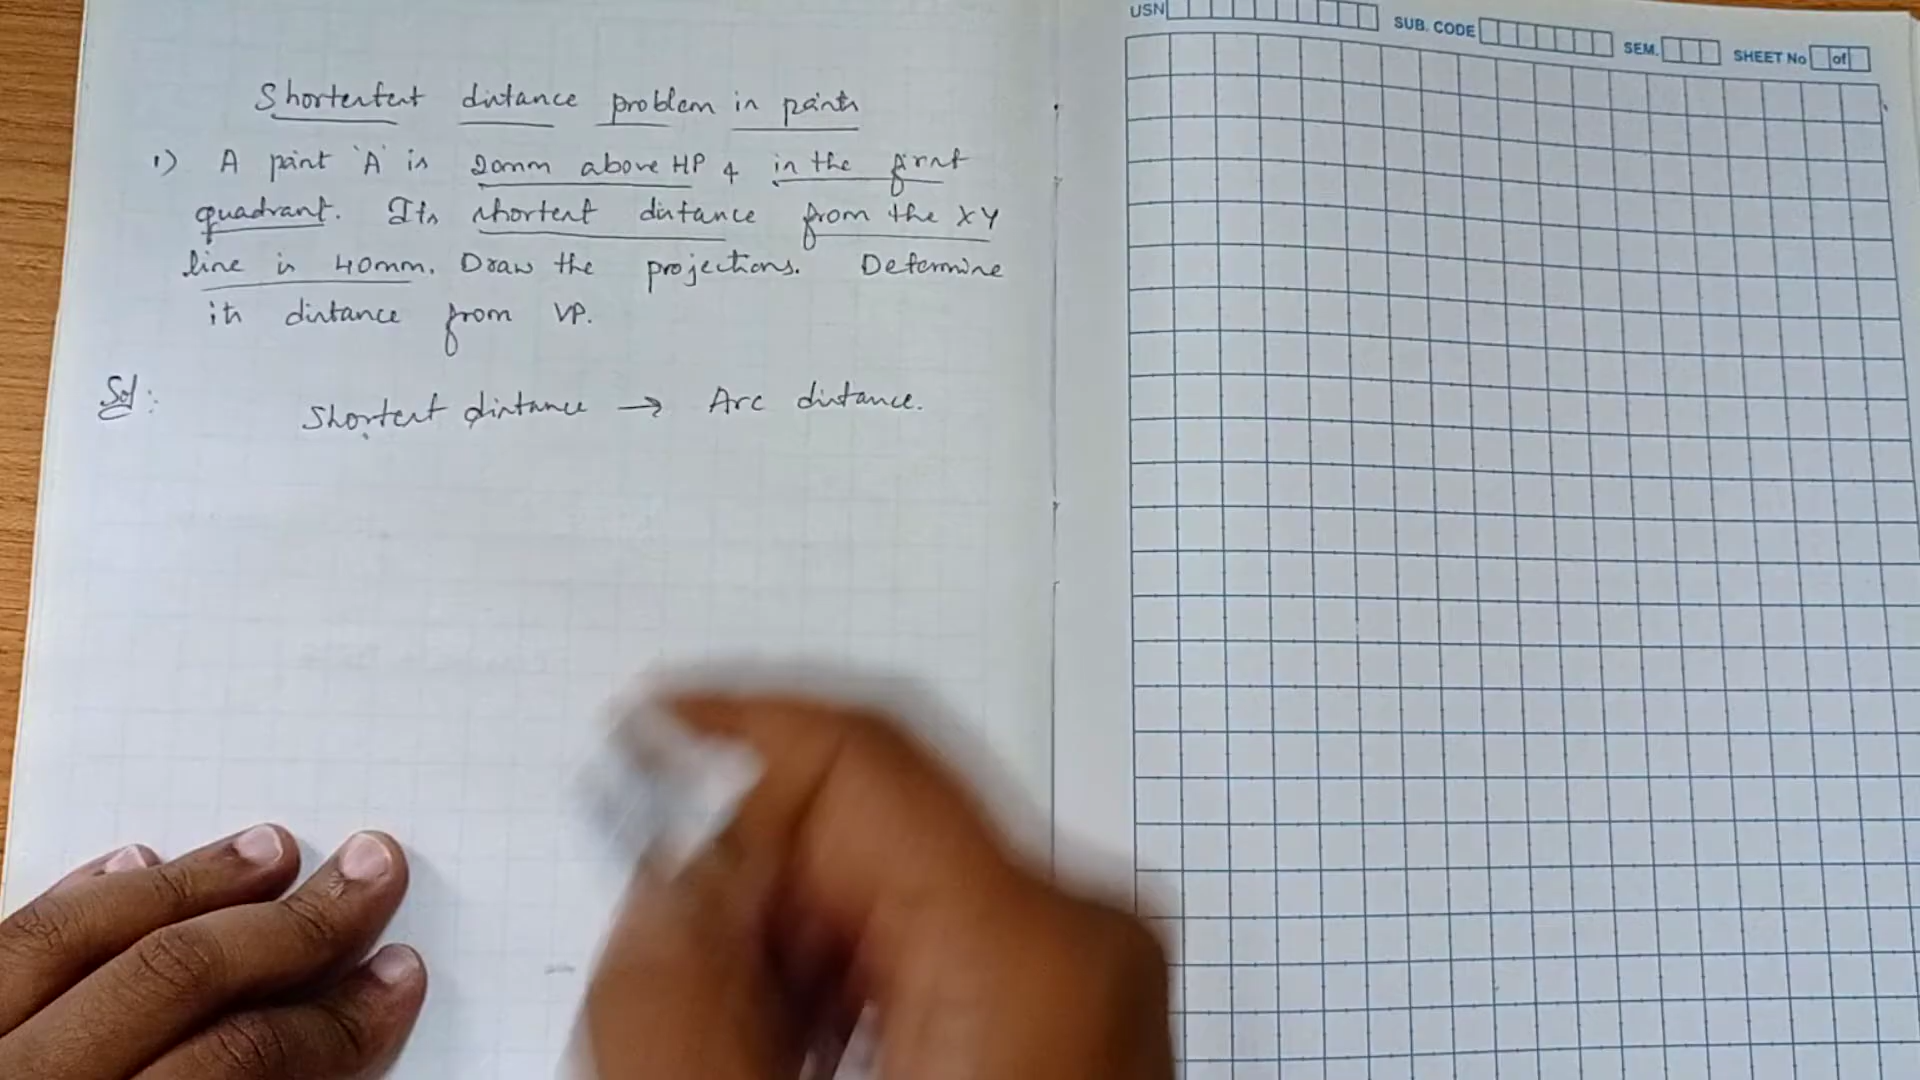 USN SUB. CODE SEM. SHEET No of
Shortestest distance problem in points
1) A point 'A' is 20mm above HP & in the first
quadrant. Its shortest distance from the XY
line is 40mm. Draw the projections. Determine
its distance from VP.
Sol:
Shortest distance → Arc distance.